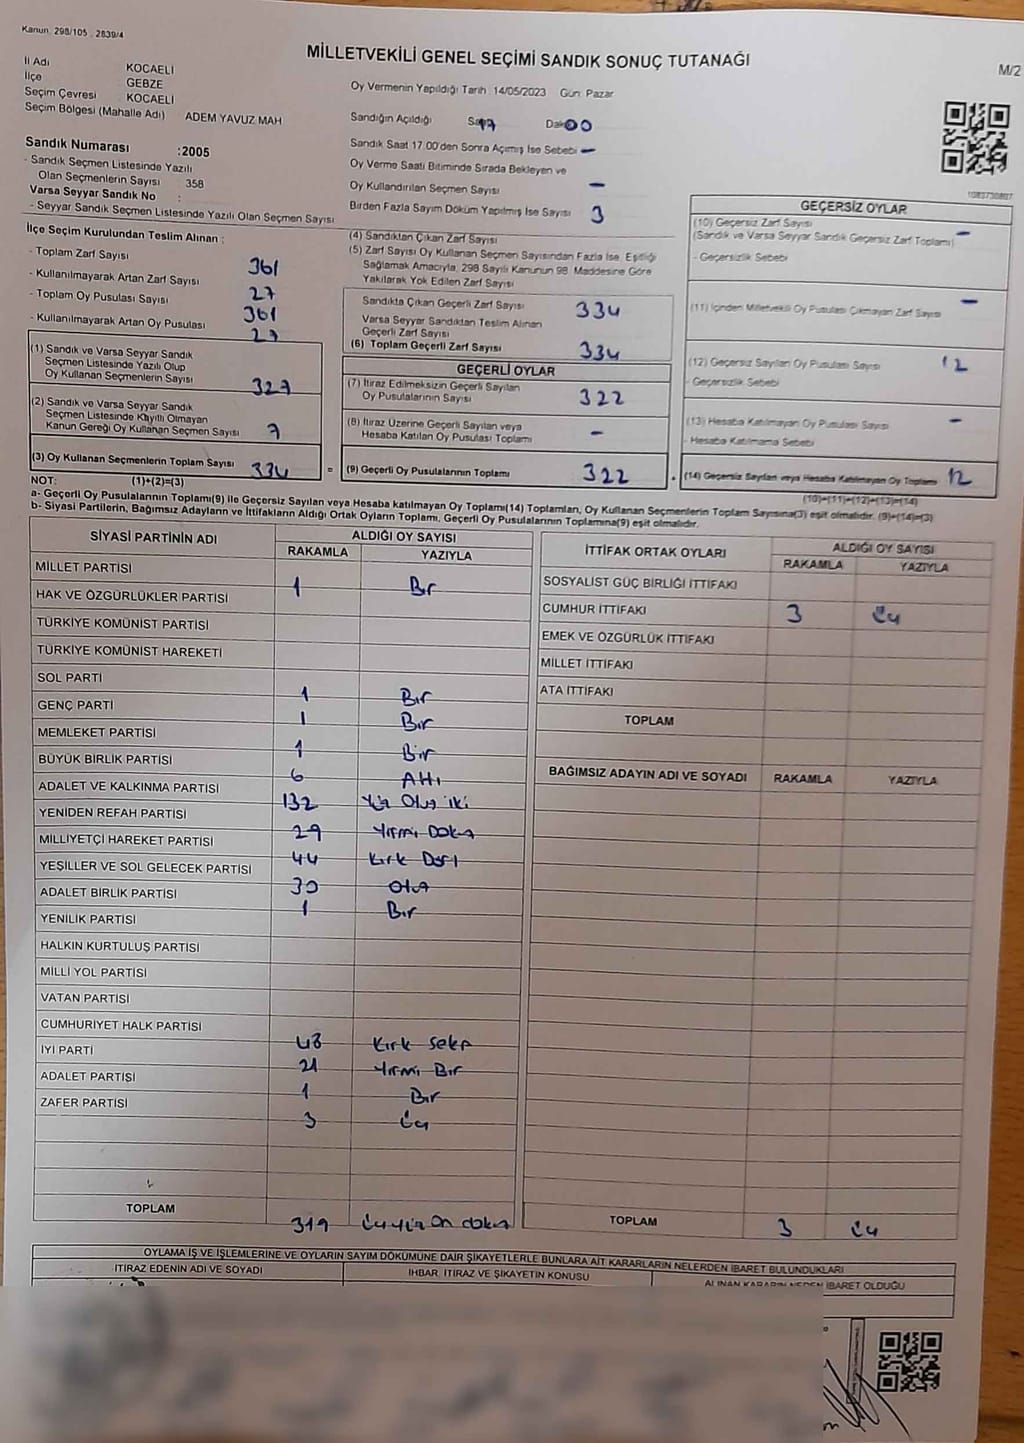 Kanun: 298/105 , 2839/4
MİLLETVEKİLİ GENEL SEÇİMİ SANDIK SONUÇ TUTANAĞI
M/2
İl Adı KOCAELİ
İlçe GEBZE
Seçim Çevresi KOCAELİ
Seçim Bölgesi (Mahalle Adı) ADEM YAVUZ MAH
Sandık Numarası :2005
- Sandık Seçmen Listesinde Yazılı
Olan Seçmenlerin Sayısı 358
Varsa Seyyar Sandık No :
- Seyyar Sandık Seçmen Listesinde Yazılı Olan Seçmen Sayısı
İlçe Seçim Kurulundan Teslim Alınan :
- Toplam Zarf Sayısı 361
- Kullanılmayarak Artan Zarf Sayısı 27
- Toplam Oy Pusulası Sayısı 361
- Kullanılmayarak Artan Oy Pusulası 27
(1) Sandık ve Varsa Seyyar Sandık
Seçmen Listesinde Yazılı Olup
Oy Kullanan Seçmenlerin Sayısı 327
(2) Sandık ve Varsa Seyyar Sandık
Seçmen Listesinde Kayıtlı Olmayan
Kanun Gereği Oy Kullanan Seçmen Sayısı 7
(3) Oy Kullanan Seçmenlerin Toplam Sayısı 334 =
Oy Vermenin Yapıldığı Tarih 14/05/2023 Gün: Pazar
Sandığın Açıldığı 17 00
Sandık Saat 17.00'den Sonra Açımış İse Sebebi –
Oy Verme Saati Bitiminde Sırada Bekleyen ve
Oy Kullandırılan Seçmen Sayısı –
Birden Fazla Sayım Döküm Yapılmış İse Sayısı 3
(4) Sandıktan Çıkan Zarf Sayısı
(5) Zarf Sayısı Oy Kullanan Seçmen Sayısından Fazla İse, Eşitliği
Sağlamak Amacıyla, 298 Sayılı Kanunun 98. Maddesine Göre
Yakılarak Yok Edilen Zarf Sayısı
Sandıkta Çıkan Geçerli Zarf Sayısı 334
Varsa Seyyar Sandıktan Teslim Alınan
Geçerli Zarf Sayısı
(6) Toplam Geçerli Zarf Sayısı 334
GEÇERLİ OYLAR
(7) İtiraz Edilmeksizin Geçerli Sayılan
Oy Pusulalarının Sayısı 322
(8) İtiraz Üzerine Geçerli Sayılan veya
Hesaba Katılan Oy Pusulası Toplamı –
(9) Geçerli Oy Pusulalarının Toplamı 322
1083730807
GEÇERSİZ OYLAR
(10) Geçersiz Zarf Sayısı –
(Sandık ve Varsa Seyyar Sandık Geçersiz Zarf Toplamı)
- Geçersizlik Sebebi
(11) İçinden Milletvekili Oy Pusulası Çıkmayan Zarf Sayısı –
(12) Geçersiz Sayılan Oy Pusulası Sayısı 12
- Geçersizlik Sebebi
(13) Hesaba Katılmayan Oy Pusulası Sayısı –
- Hesaba Katılmama Sebebi
(14) Geçersiz Sayılan veya Hesaba Katılmayan Oy Toplamı 12
NOT: (1)+(2)=(3)
(10)+(11)+(12)+(13)=(14)
a- Geçerli Oy Pusulalarının Toplamı(9) ile Geçersiz Sayılan veya Hesaba katılmayan Oy Toplamı(14) Toplamları, Oy Kullanan Seçmenlerin Toplam Sayısına(3) eşit olmalıdır. (9)+(14)=(3)
b- Siyasi Partilerin, Bağımsız Adayların ve İttifakların Aldığı Ortak Oyların Toplamı, Geçerli Oy Pusulalarının Toplamına(9) eşit olmalıdır.
SİYASİ PARTİNİN ADI ALDIĞI OY SAYISI
RAKAMLA YAZIYLA
MİLLET PARTİSİ 1 Bir
HAK VE ÖZGÜRLÜKLER PARTİSİ
TÜRKİYE KOMÜNİST PARTİSİ
TÜRKİYE KOMÜNİST HAREKETİ
SOL PARTİ 1 Bir
GENÇ PARTİ 1 Bir
MEMLEKET PARTİSİ 1 Bir
BÜYÜK BİRLİK PARTİSİ 6 Altı
ADALET VE KALKINMA PARTİSİ 132 Yüz Otuz iki
YENİDEN REFAH PARTİSİ 29 Yirmi Dokuz
MİLLİYETÇİ HAREKET PARTİSİ 44 Kırk Dört
YEŞİLLER VE SOL GELECEK PARTİSİ 30 Otuz
ADALET BİRLİK PARTİSİ 1 Bir
YENİLİK PARTİSİ
HALKIN KURTULUŞ PARTİSİ
MİLLİ YOL PARTİSİ
VATAN PARTİSİ
CUMHURİYET HALK PARTİSİ 48 Kırk Sekiz
İYİ PARTİ 21 Yirmi Bir
ADALET PARTİSİ 1 Bir
ZAFER PARTİSİ 3 Üç
TOPLAM 319 Üç yüz On dokuz
İTTİFAK ORTAK OYLARI ALDIĞI OY SAYISI
RAKAMLA YAZIYLA
SOSYALİST GÜÇ BİRLİĞİ İTTİFAKI
CUMHUR İTTİFAKI 3 Üç
EMEK VE ÖZGÜRLÜK İTTİFAKI
MİLLET İTTİFAKI
ATA İTTİFAKI
TOPLAM
BAĞIMSIZ ADAYIN ADI VE SOYADI RAKAMLA YAZIYLA
TOPLAM 3 Üç
OYLAMA İŞ VE İŞLEMLERİNE VE OYLARIN SAYIM DÖKÜMÜNE DAİR ŞİKAYETLERLE BUNLARA AİT KARARLARIN NELERDEN İBARET BULUNDUKLARI
İTİRAZ EDENİN ADI VE SOYADI İHBAR, İTİRAZ VE ŞİKAYETİN KONUSU ALINAN KARARIN NEDEN İBARET OLDUĞU